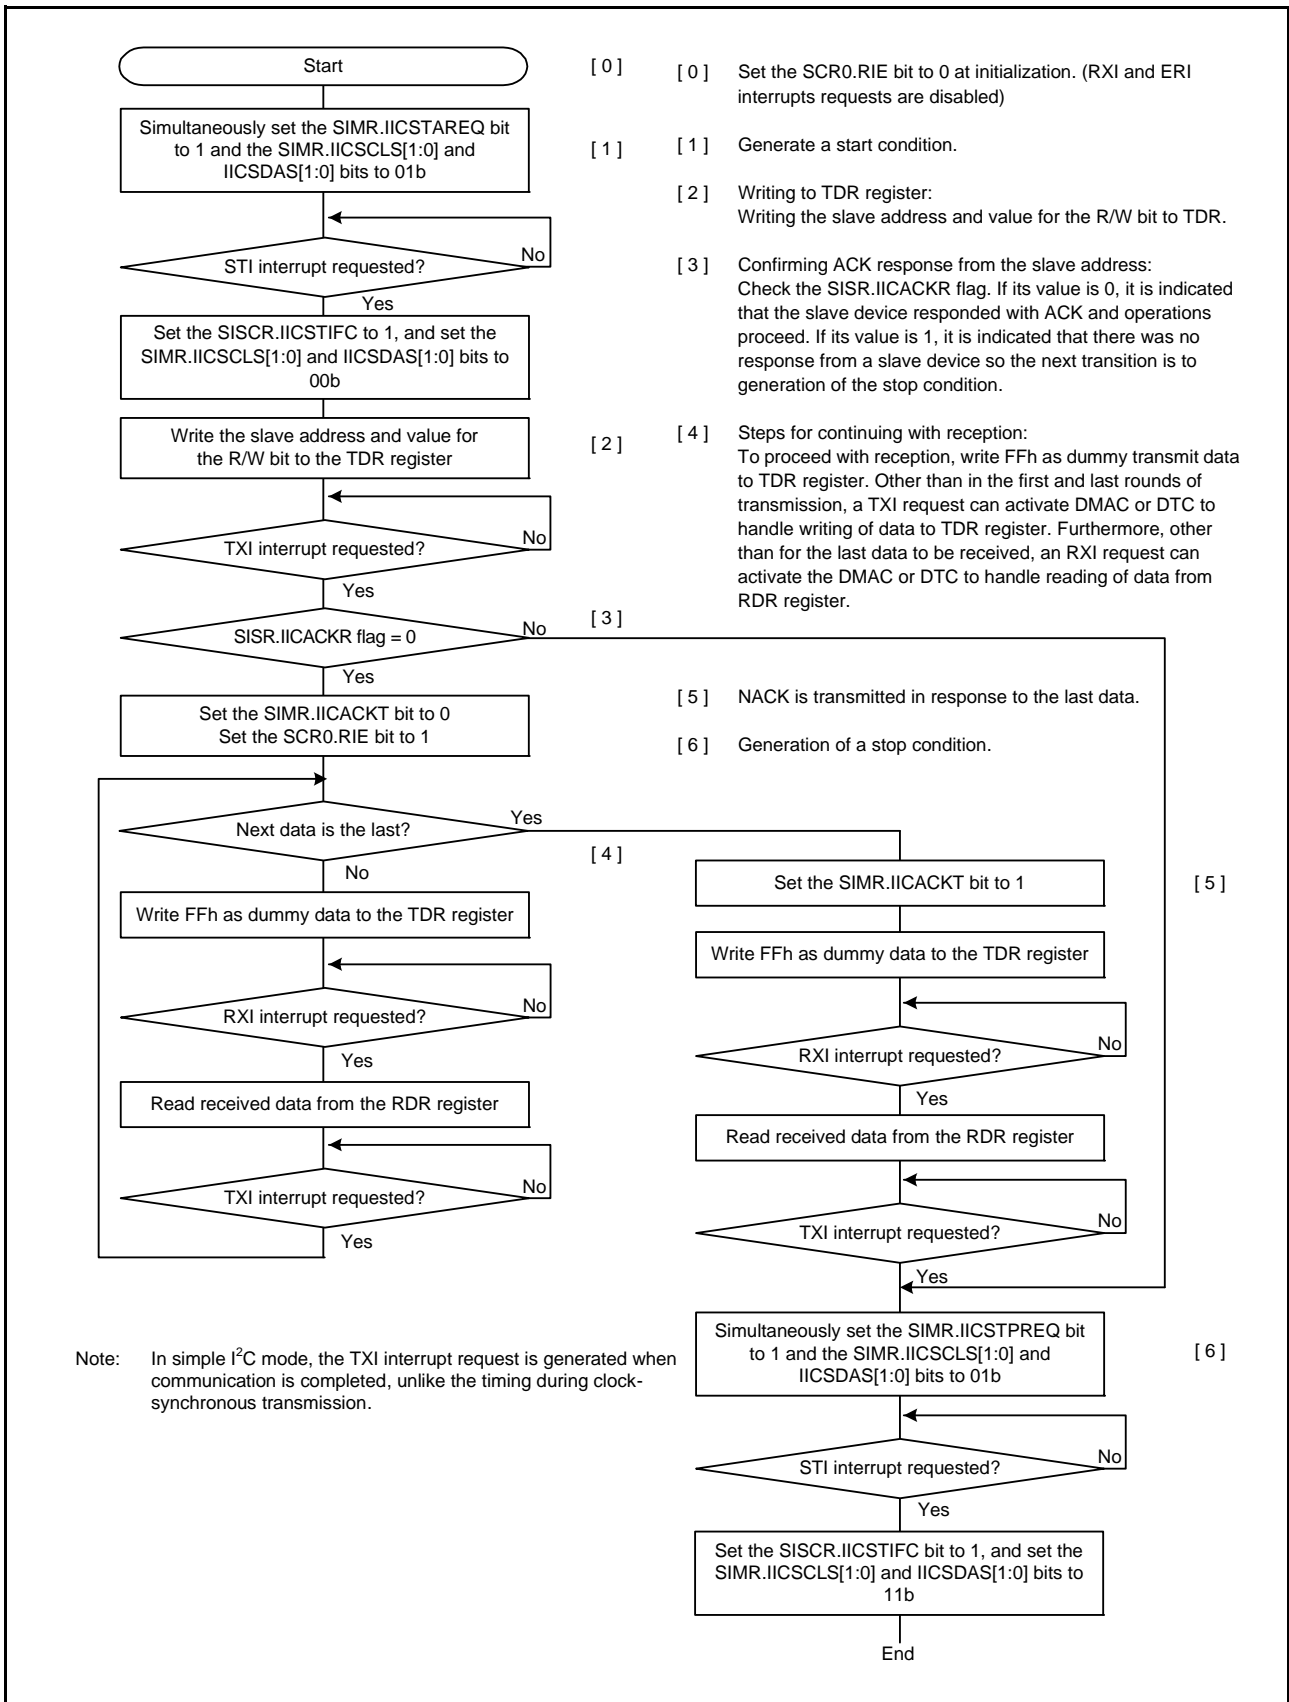 Start
[ 0 ]
[ 0 ] Set the SCR0.RIE bit to 0 at initialization. (RXI and ERI
interrupts requests are disabled)
Simultaneously set the SIMR.IICSTAREQ bit
to 1 and the SIMR.IICSCLS[1:0] and
IICSDAS[1:0] bits to 01b
[ 1 ]
[ 1 ] Generate a start condition.
[ 2 ] Writing to TDR register:
Writing the slave address and value for the R/W bit to TDR.
STI interrupt requested?
No
Yes
[ 3 ] Confirming ACK response from the slave address:
Check the SISR.IICACKR flag. If its value is 0, it is indicated
that the slave device responded with ACK and operations
proceed. If its value is 1, it is indicated that there was no
response from a slave device so the next transition is to
generation of the stop condition.
Set the SISCR.IICSTIFC to 1, and set the
SIMR.IICSCLS[1:0] and IICSDAS[1:0] bits to
00b
Write the slave address and value for
the R/W bit to the TDR register
[ 2 ]
[ 4 ] Steps for continuing with reception:
To proceed with reception, write FFh as dummy transmit data
to TDR register. Other than in the first and last rounds of
transmission, a TXI request can activate DMAC or DTC to
handle writing of data to TDR register. Furthermore, other
than for the last data to be received, an RXI request can
activate the DMAC or DTC to handle reading of data from
RDR register.
TXI interrupt requested?
No
Yes
SISR.IICACKR flag = 0
No
[ 3 ]
Yes
Set the SIMR.IICACKT bit to 0
Set the SCR0.RIE bit to 1
[ 5 ] NACK is transmitted in response to the last data.
[ 6 ] Generation of a stop condition.
Next data is the last?
Yes
[ 4 ]
No
Write FFh as dummy data to the TDR register
RXI interrupt requested?
No
Yes
Read received data from the RDR register
TXI interrupt requested?
No
Yes
Set the SIMR.IICACKT bit to 1
[ 5 ]
Write FFh as dummy data to the TDR register
RXI interrupt requested?
No
Yes
Read received data from the RDR register
TXI interrupt requested?
No
Yes
Simultaneously set the SIMR.IICSTPREQ bit
to 1 and the SIMR.IICSCLS[1:0] and
IICSDAS[1:0] bits to 01b
[ 6 ]
STI interrupt requested?
No
Yes
Set the SISCR.IICSTIFC bit to 1, and set the
SIMR.IICSCLS[1:0] and IICSDAS[1:0] bits to
11b
End
Note: In simple I²C mode, the TXI interrupt request is generated when
communication is completed, unlike the timing during clock-
synchronous transmission.